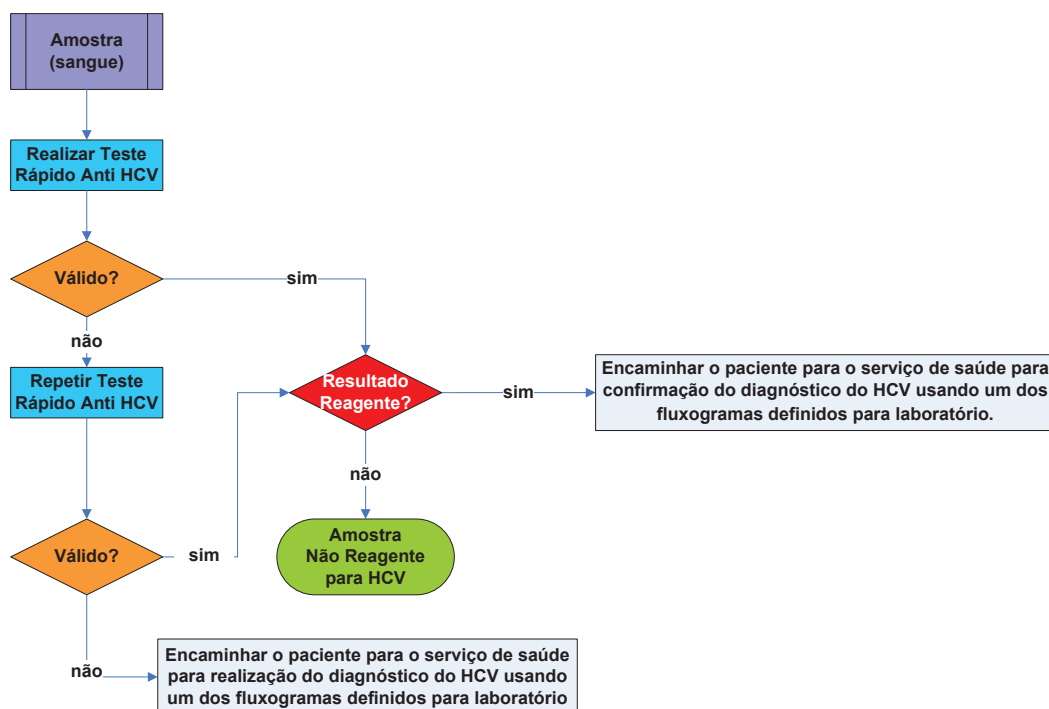 Amostra
(sangue)
Realizar Teste
Rápido Anti HCV
Válido?
sim
não
Repetir Teste
Rápido Anti HCV
Resultado
Reagente?
sim
Encaminhar o paciente para o serviço de saúde para
confirmação do diagnóstico do HCV usando um dos
fluxogramas definidos para laboratório.
não
Amostra
Não Reagente
para HCV
Válido?
sim
não
Encaminhar o paciente para o serviço de saúde
para realização do diagnóstico do HCV usando
um dos fluxogramas definidos para laboratório